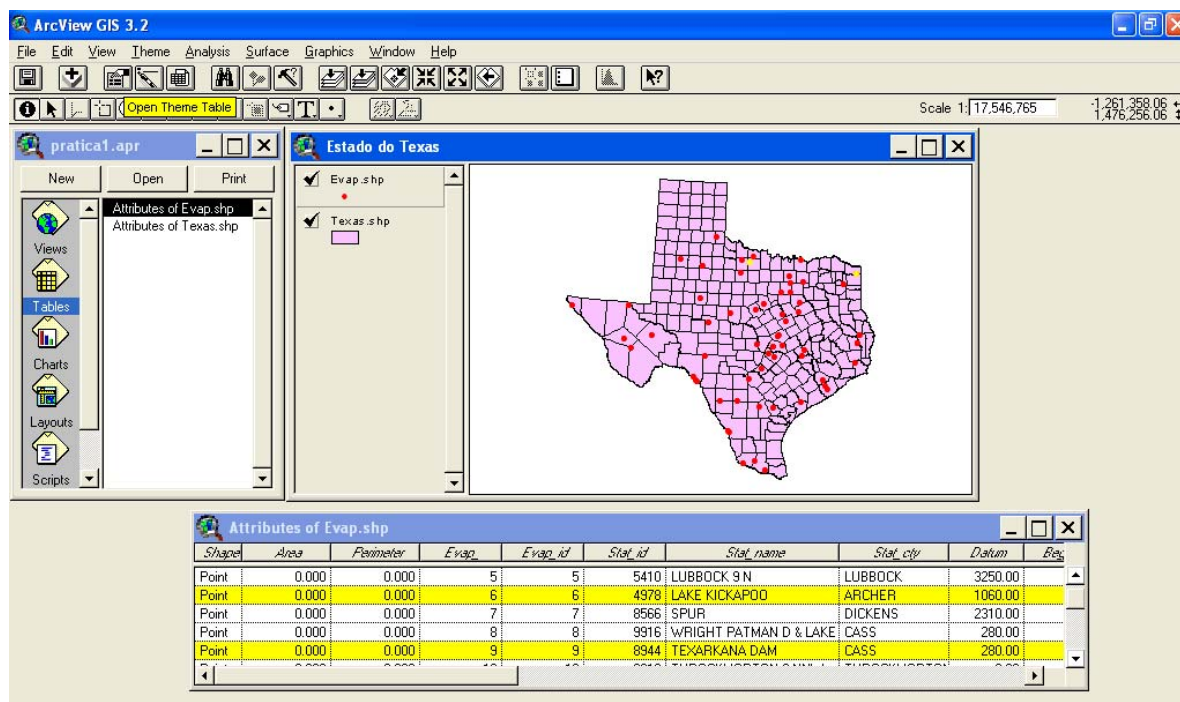 ArcView GIS 3.2
File Edit View Theme Analysis Surface Graphics Window Help
Open Theme Table
Scale 1: 17,546,765
-1,261,358.06
1,476,256.06
pratica1.apr
New Open Print
Views
Tables
Charts
Layouts
Scripts
Attributes of Evap.shp
Attributes of Texas.shp
Estado do Texas
Evap.shp
Texas.shp
Attributes of Evap.shp
Shape Area Perimeter Evap_ Evap_id Stat_id Stat_name Stat_cty Datum Beg
Point 0.000 0.000 5 5 5410 LUBBOCK 9 N LUBBOCK 3250.00
Point 0.000 0.000 6 6 4978 LAKE KICKAPOO ARCHER 1060.00
Point 0.000 0.000 7 7 8566 SPUR DICKENS 2310.00
Point 0.000 0.000 8 8 9916 WRIGHT PATMAN D & LAKE CASS 280.00
Point 0.000 0.000 9 9 8944 TEXARKANA DAM CASS 280.00